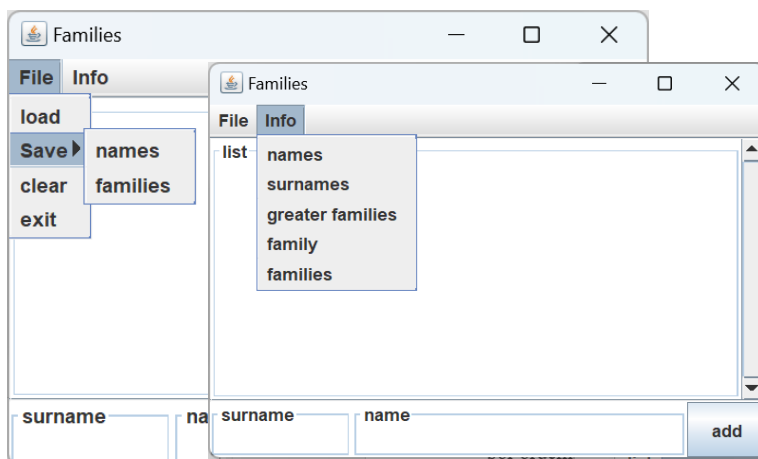 Families
File Info
load
Save names
clear families
exit
surname na
Families
File Info
list
names
surnames
greater families
family
families
surname name
add